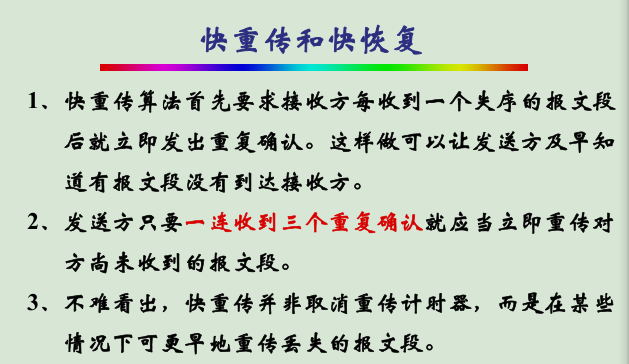 快重传和快恢复
1、快重传算法首先要求接收方每收到一个失序的报文段
后就立即发出重复确认。这样做可以让发送方及早知
道有报文段没有到达接收方。
2、发送方只要一连收到三个重复确认就应当立即重传对
方尚未收到的报文段。
3、不难看出，快重传并非取消重传计时器，而是在某些
情况下可更早地重传丢失的报文段。